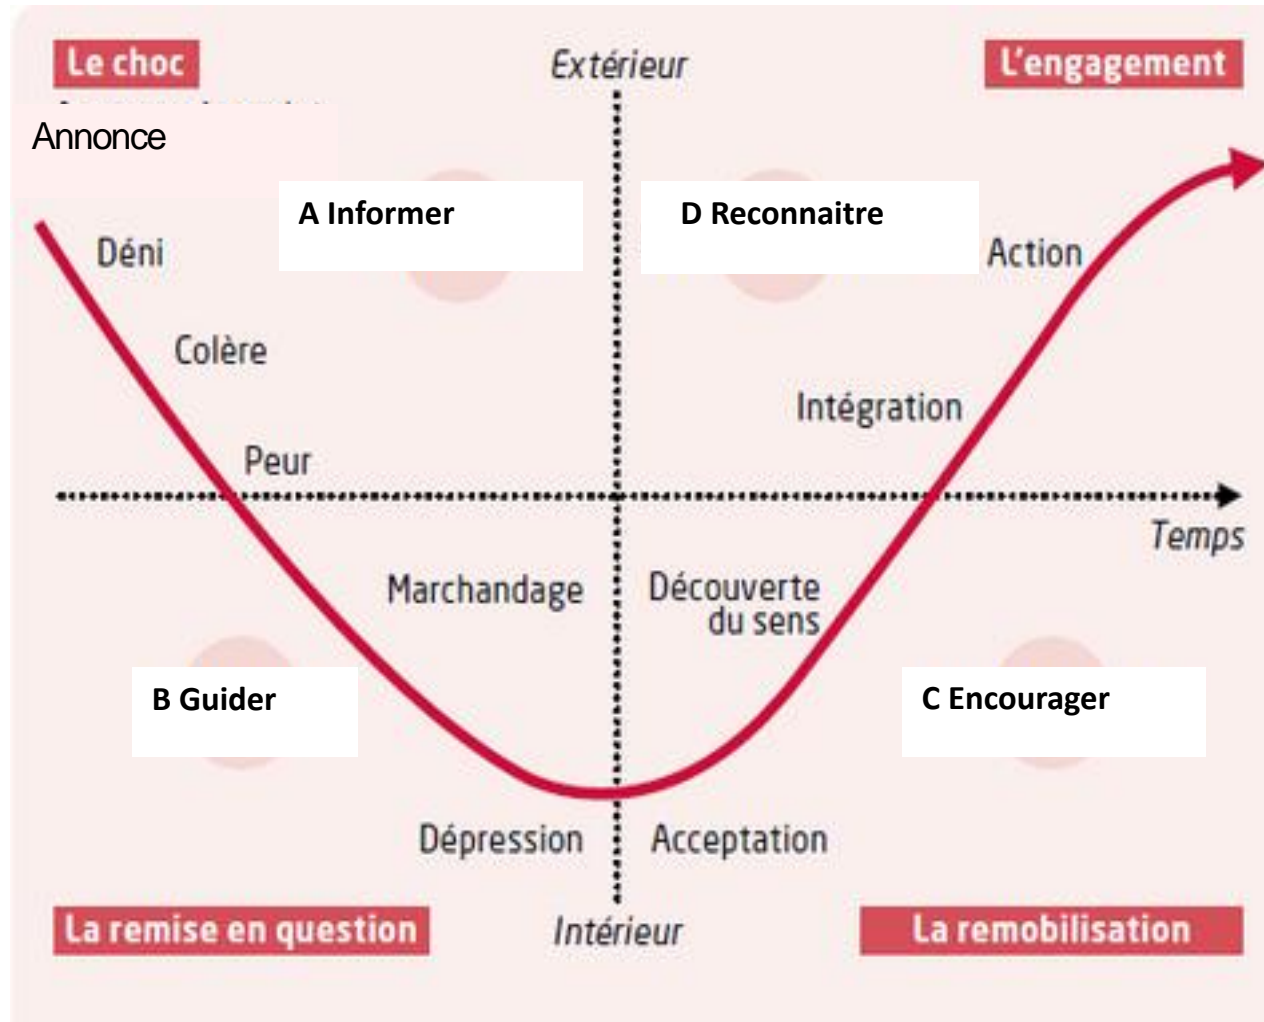 Le choc
Extérieur
L'engagement
Annonce
A Informer
D Reconnaitre
Déni
Action
Colère
Intégration
Peur
Temps
Marchandage
Découverte
du sens
B Guider
C Encourager
Dépression
Acceptation
La remise en question
Intérieur
La remobilisation